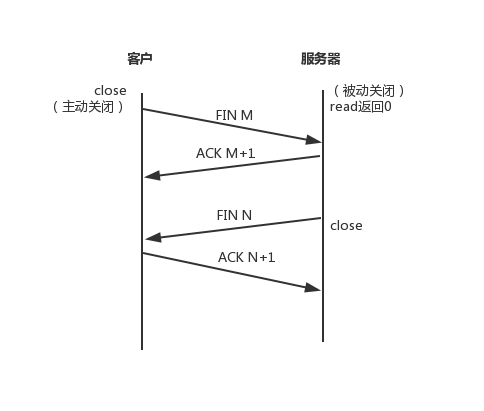 客户
服务器
close
（主动关闭）
（被动关闭）
read返回0
FIN M
ACK M+1
FIN N
close
ACK N+1